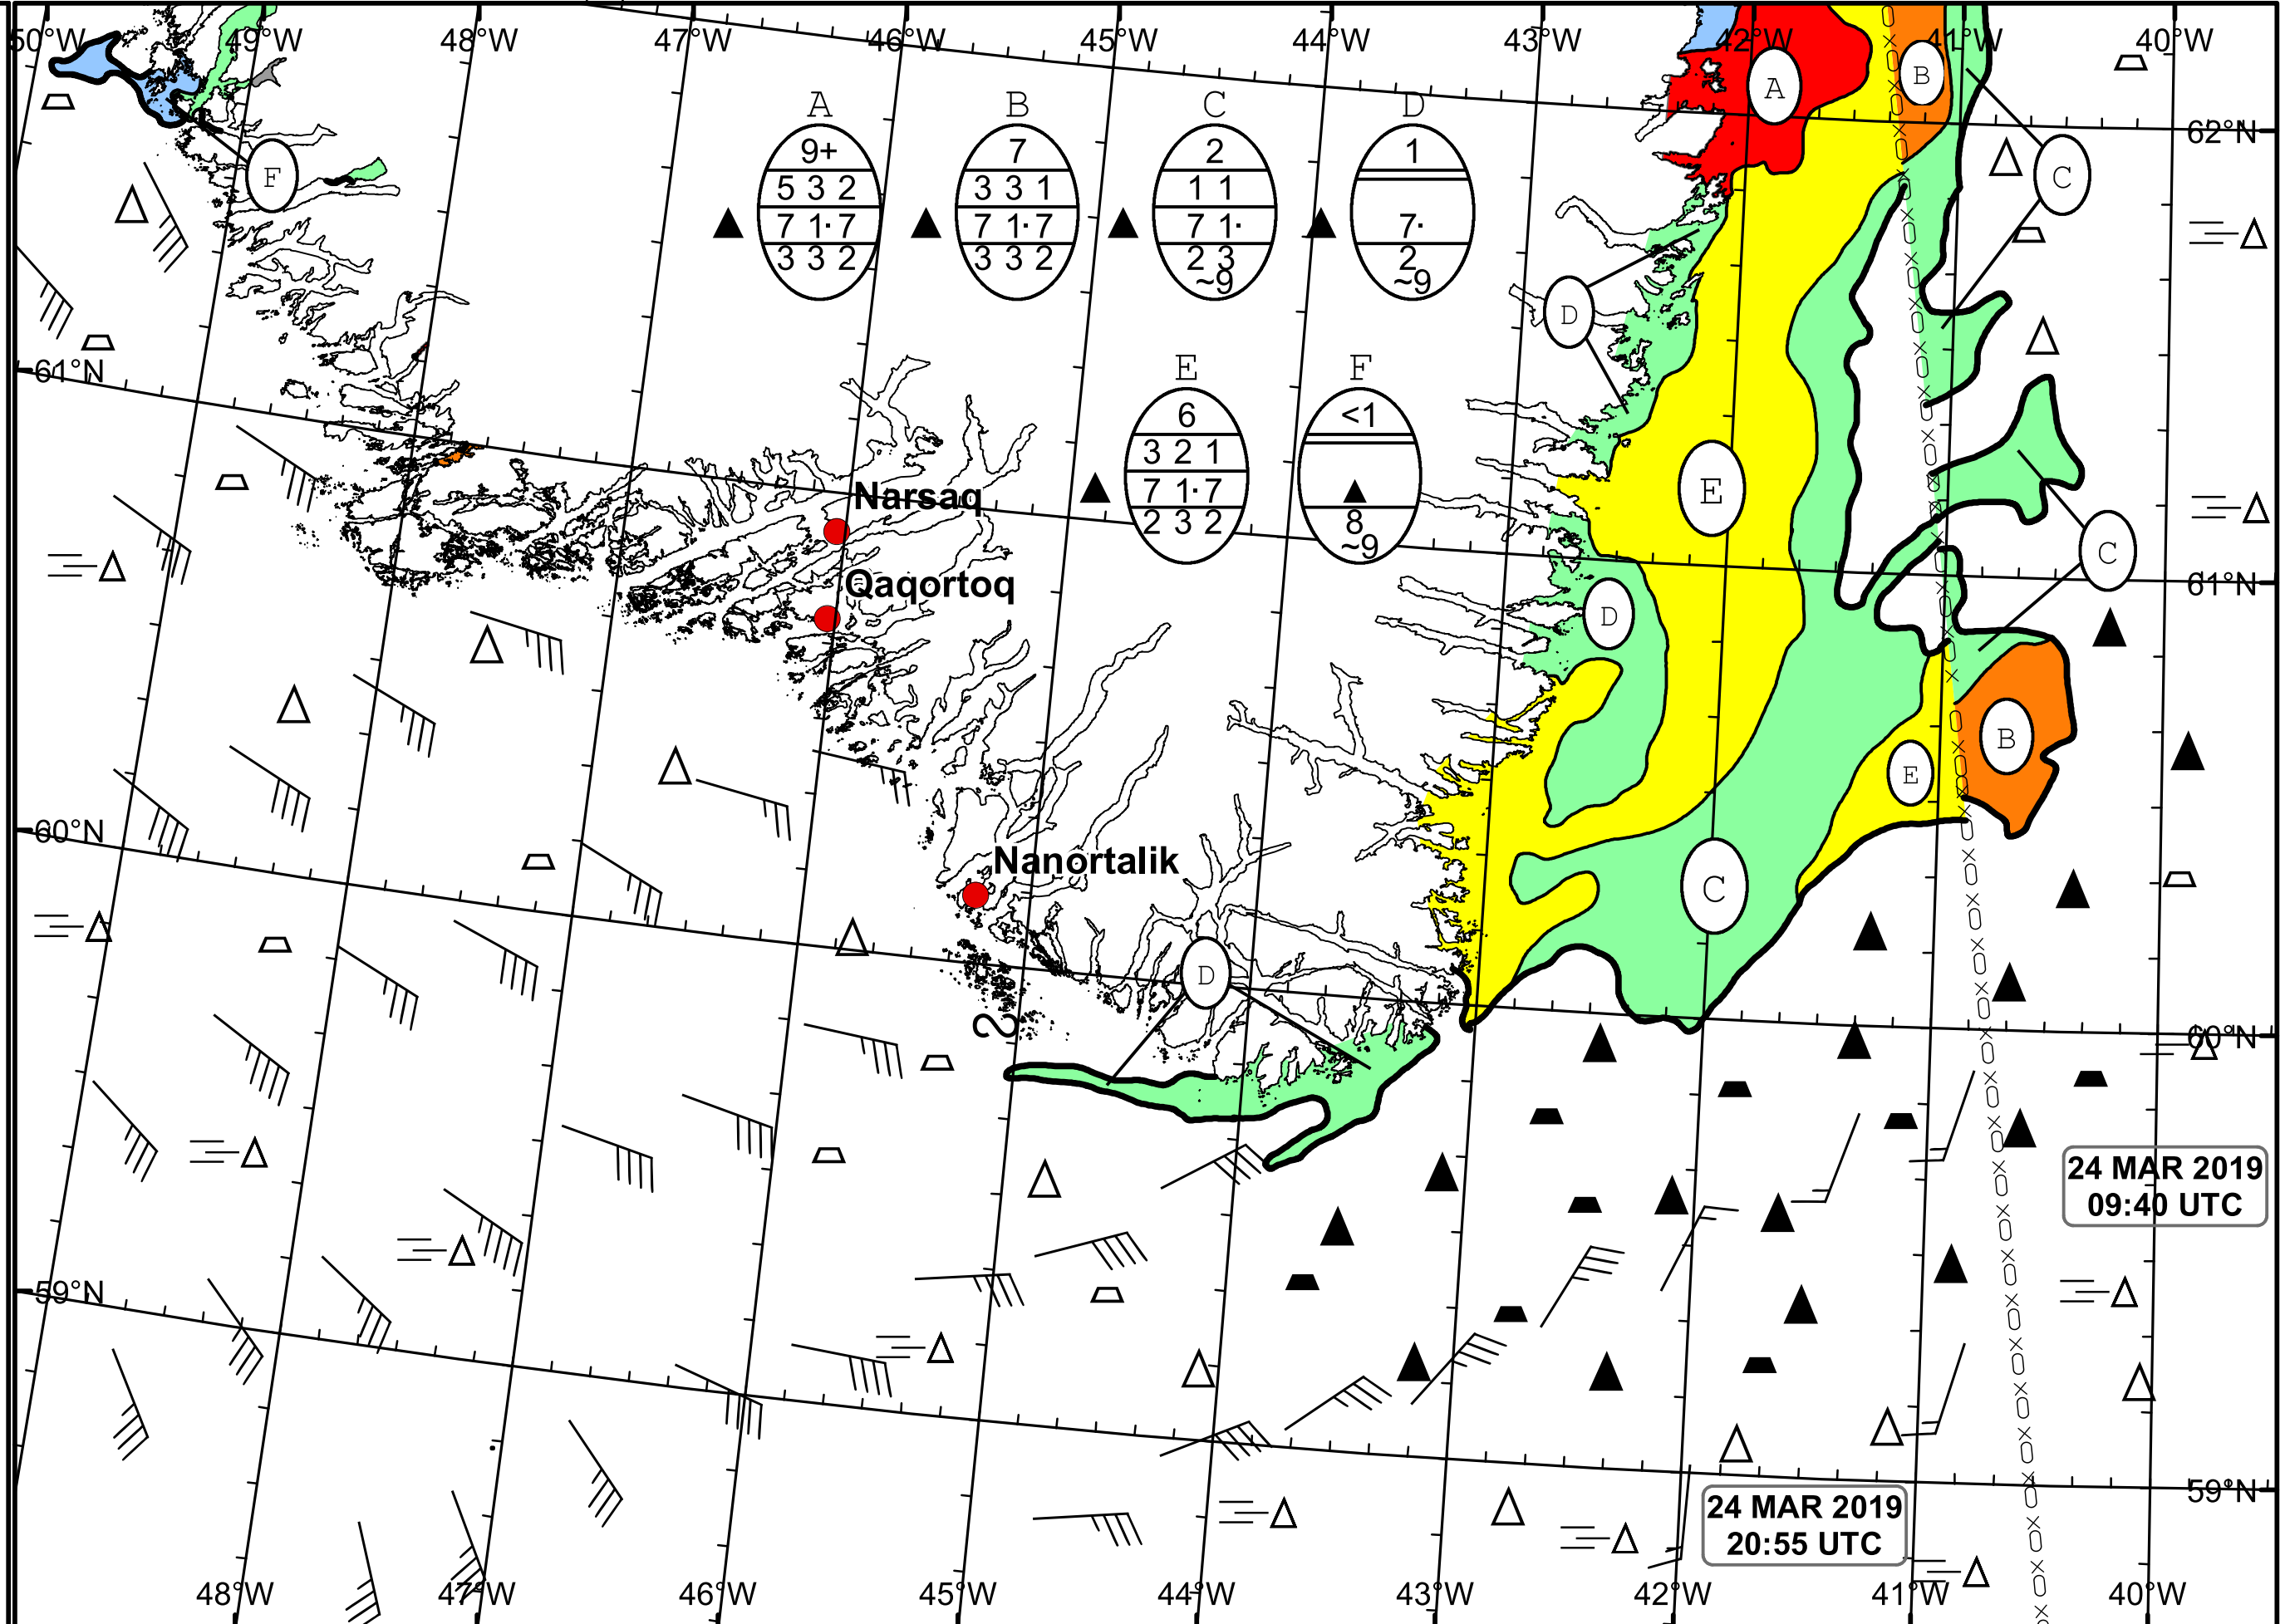 50°W 49°W 48°W 47°W 46°W 45°W 44°W 43°W 42°W 41°W 40°W
A B C D
9+ 7 2 1
5 3 2 3 3 1 1 1
7 1·7 7 1·7 7 1· 7·
3 3 2 3 3 2 2 3 2
~9 ~9
A B
62°N
C
F
D
61°N
E F
6 <1
3 2 1
7 1·7
2 3 2 8
~9
E
Narsaq
C
Qaqortoq
61°N
D
B
E
60°N
Nanortalik
C
D
2
60°N
24 MAR 2019
09:40 UTC
59°N
59°N
24 MAR 2019
20:55 UTC
48°W 47°W 46°W 45°W 44°W 43°W 42°W 41°W 40°W